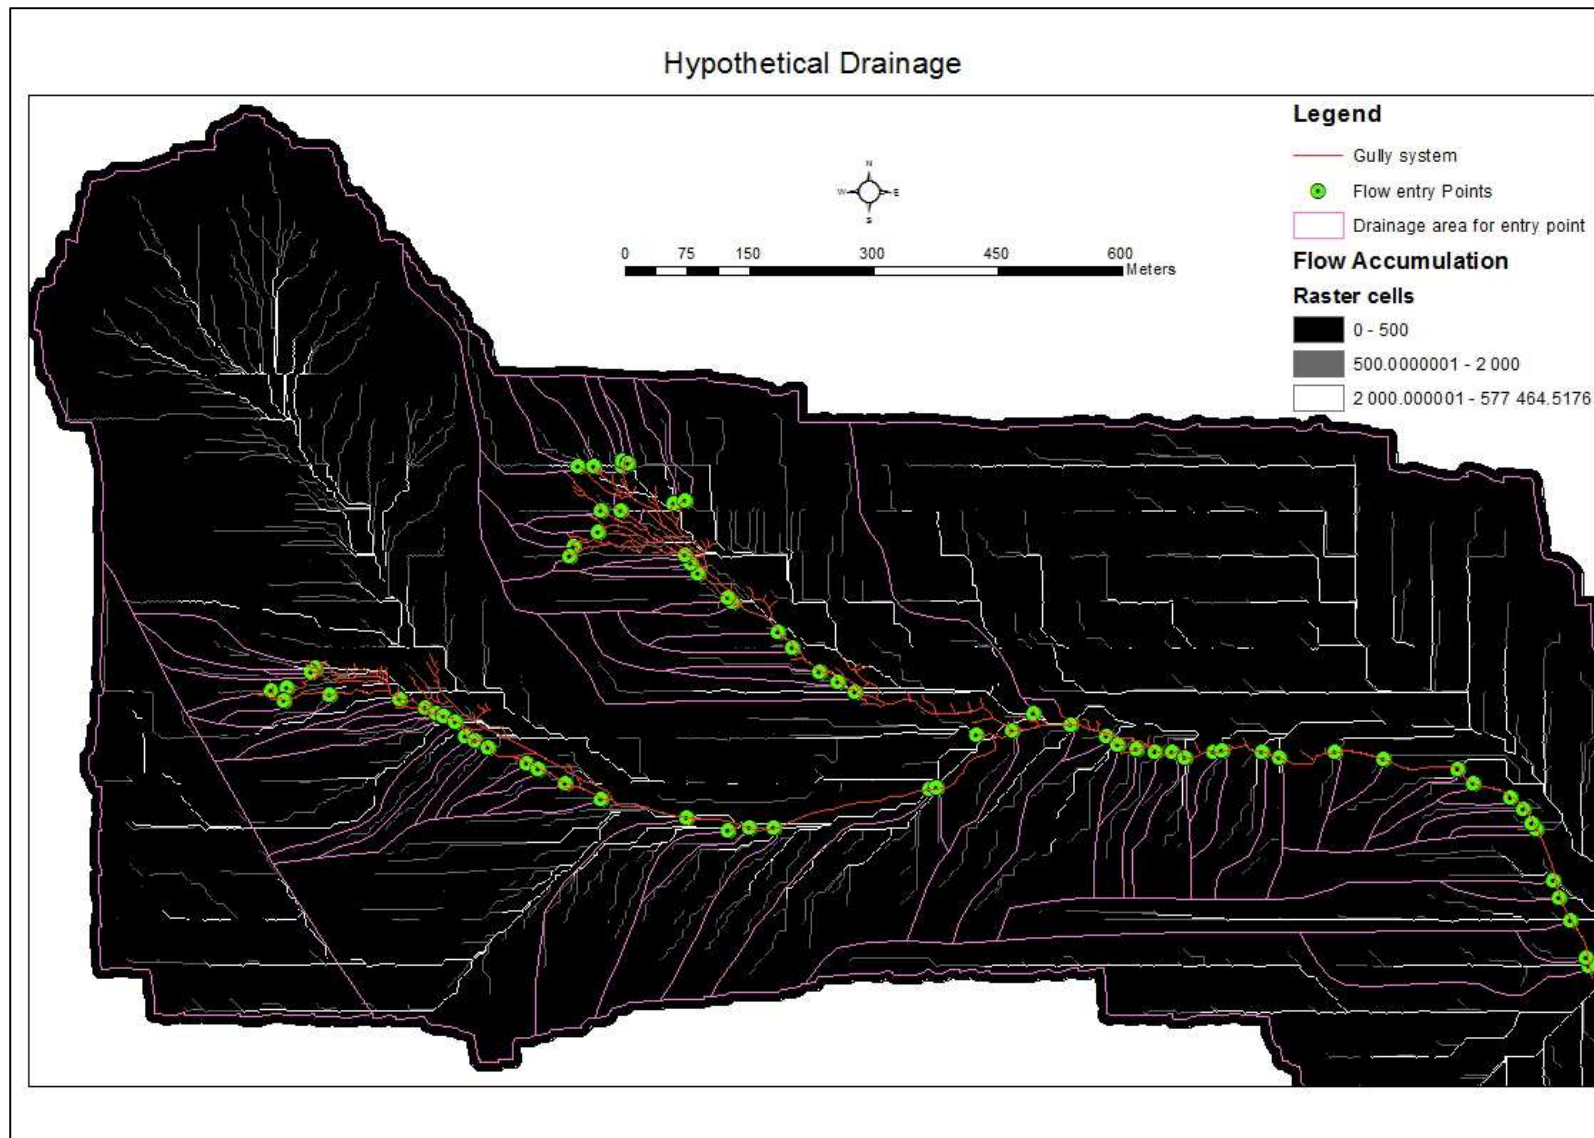 Hypothetical Drainage
Legend
Gully system
Flow entry Points
Drainage area for entry point
Flow Accumulation
Raster cells
0 - 500
500.0000001 - 2 000
2 000.000001 - 577 464.5176
N
W E
S
0 75 150 300 450 600
Meters